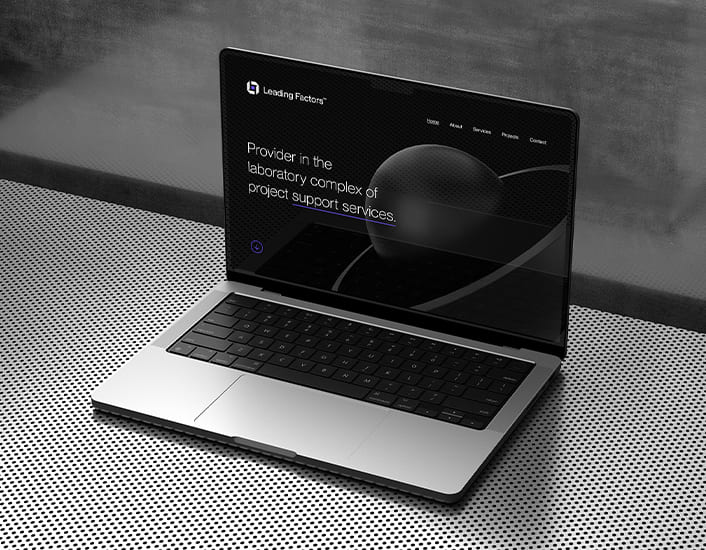 Leading Factors™
Home About Services Projects Contact
Provider in the
laboratory complex of
project support services.